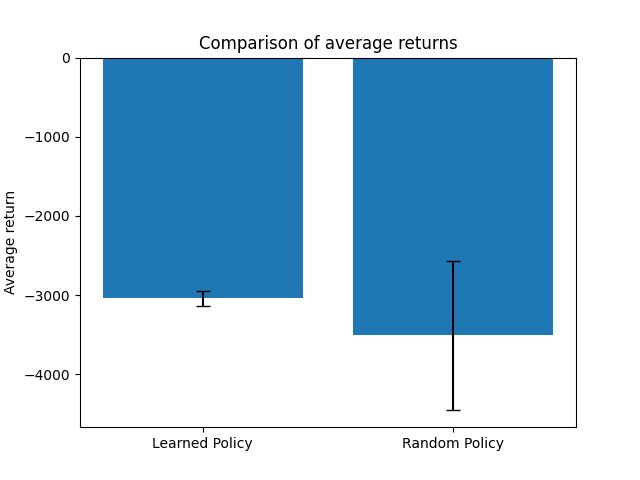 Comparison of average returns
0
−1000
−2000
−3000
−4000
Average return
Learned Policy
Random Policy